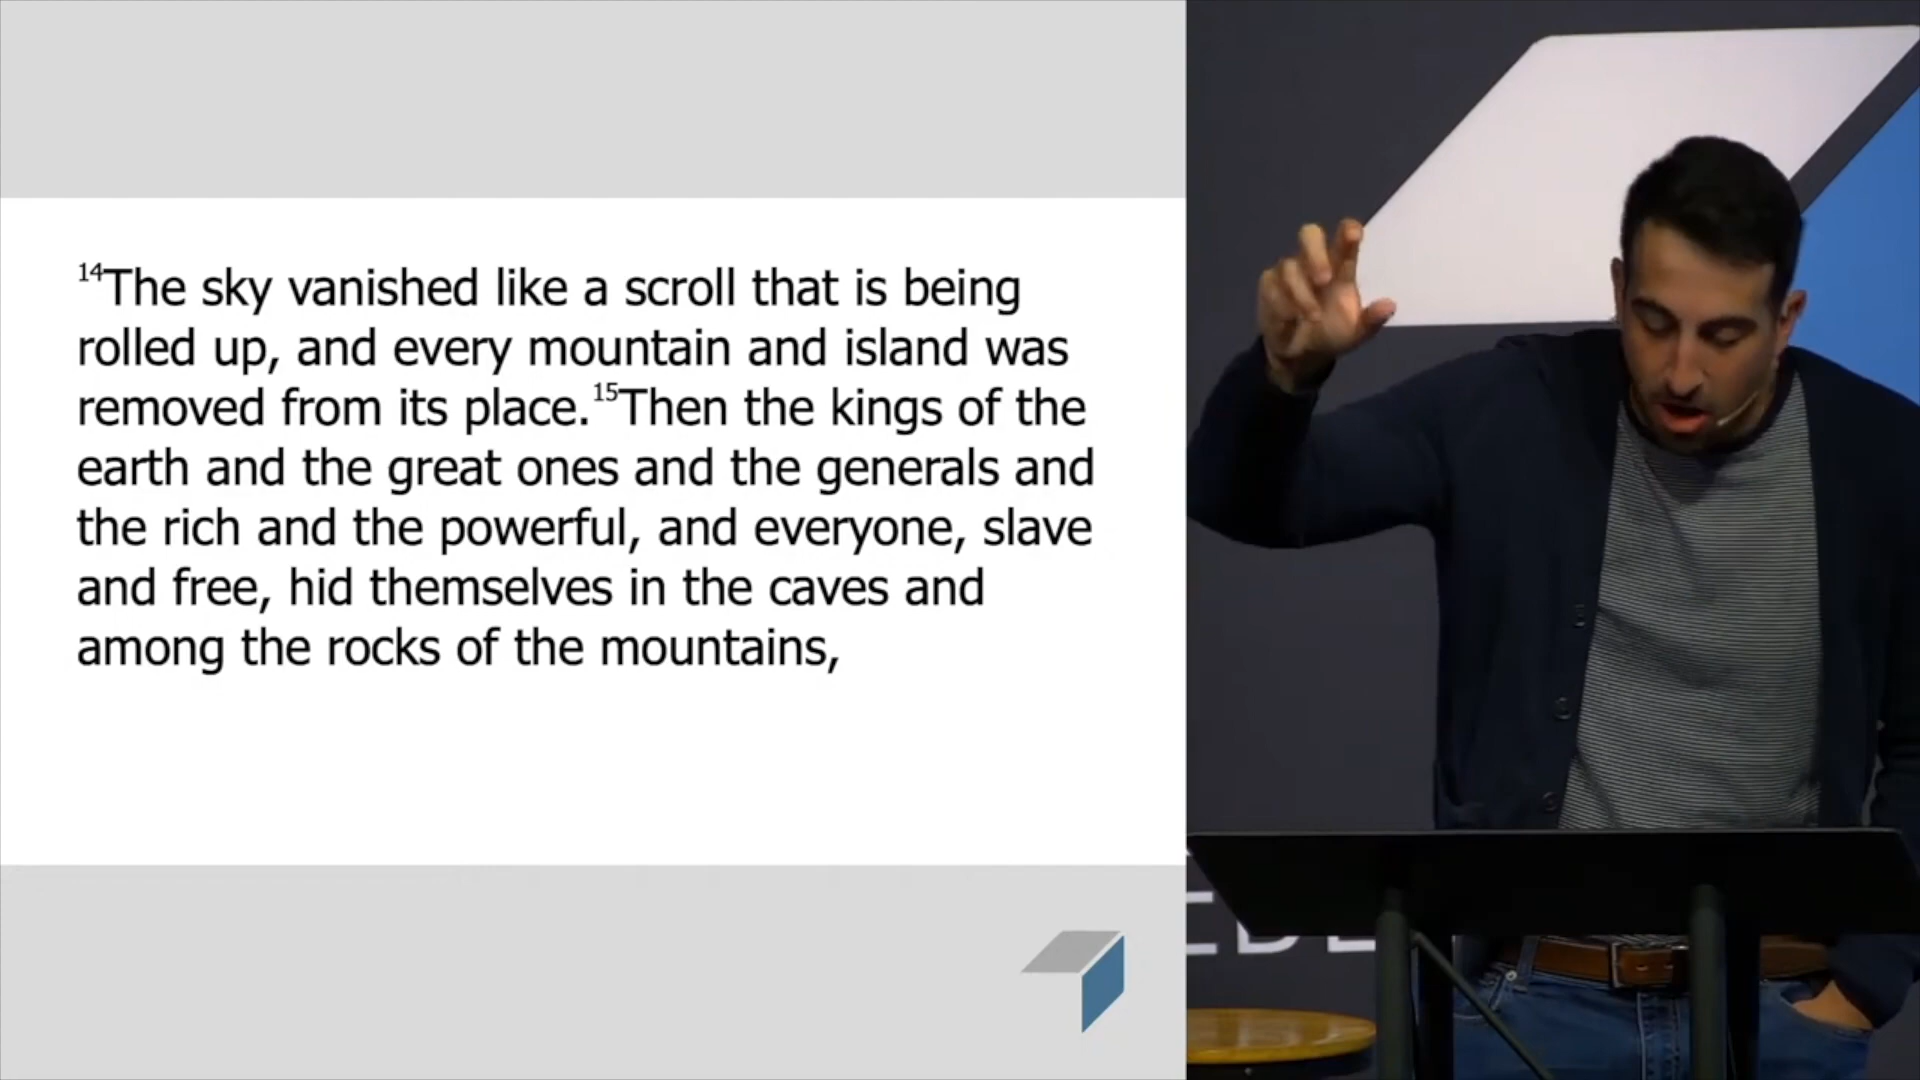 14The sky vanished like a scroll that is being
rolled up, and every mountain and island was
removed from its place. 15Then the kings of the
earth and the great ones and the generals and
the rich and the powerful, and everyone, slave
and free, hid themselves in the caves and
among the rocks of the mountains,